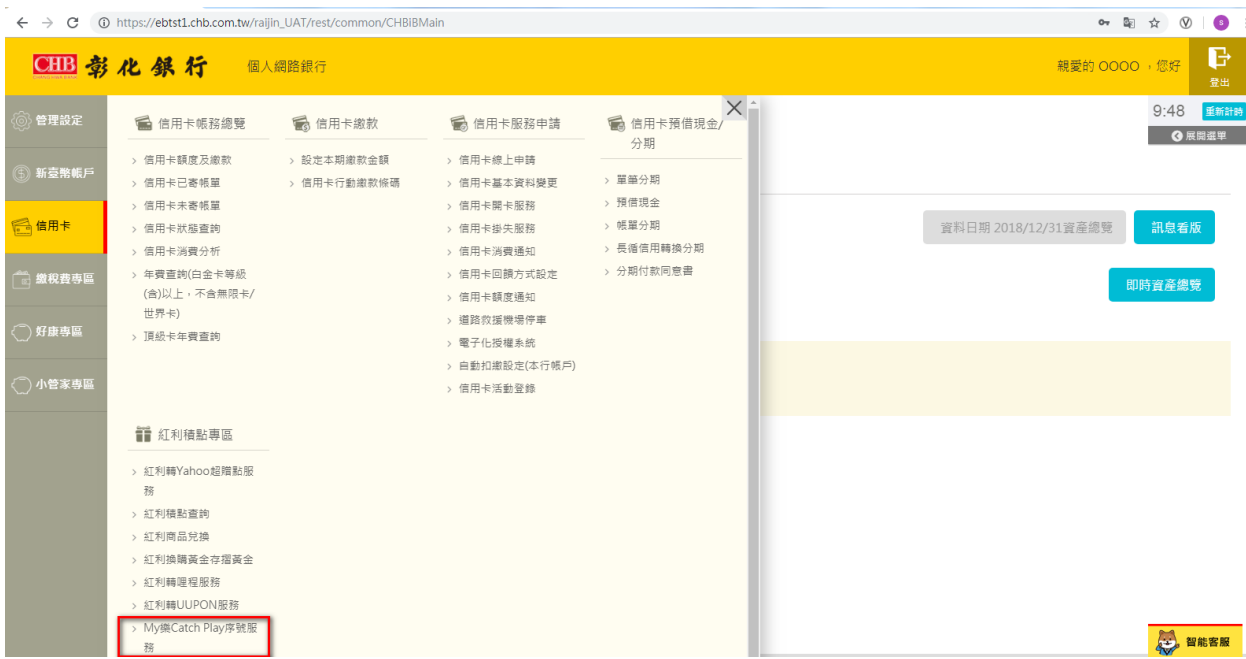 https://ebtst1.chb.com.tw/raijin_UAT/rest/common/CHBiBMain
CHB 彰化銀行
個人網路銀行
親愛的 OOOO ，您好
登出
9:48 重新計時
展開選單
管理設定
新臺幣帳戶
信用卡
繳稅費專區
好康專區
小管家專區
信用卡帳務總覽
> 信用卡額度及繳款
> 信用卡已寄帳單
> 信用卡未寄帳單
> 信用卡狀態查詢
> 信用卡消費分析
> 年費查詢(白金卡等級
(含)以上，不含無限卡/
世界卡)
> 頂級卡年費查詢
信用卡繳款
> 設定本期繳款金額
> 信用卡行動繳款條碼
信用卡服務申請
> 信用卡線上申請
> 信用卡基本資料變更
> 信用卡開卡服務
> 信用卡掛失服務
> 信用卡消費通知
> 信用卡回饋方式設定
> 信用卡額度通知
> 道路救援機場停車
> 電子化授權系統
> 自動扣繳設定(本行帳戶)
> 信用卡活動登錄
信用卡預借現金/
分期
> 單筆分期
> 預借現金
> 帳單分期
> 長循信用轉換分期
> 分期付款同意書
紅利積點專區
> 紅利轉Yahoo超贈點服
務
> 紅利積點查詢
> 紅利商品兌換
> 紅利換購黃金存摺黃金
> 紅利轉哩程服務
> 紅利轉UUPON服務
> My樂Catch Play序號服
務
資料日期 2018/12/31資產總覽
訊息看版
即時資產總覽
智能客服